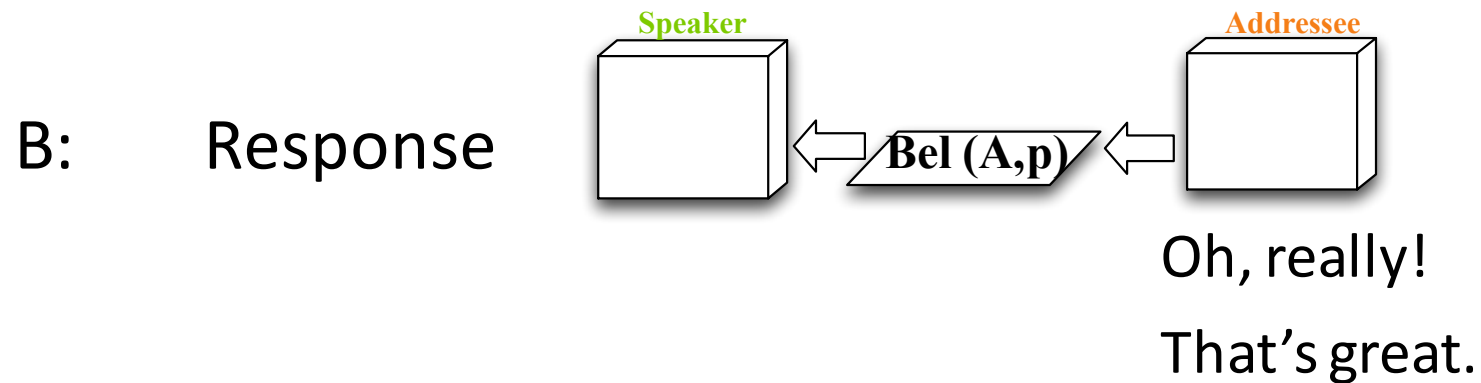 Speaker Addressee
B: Response Bel (A,p)
Oh, really!
That’s great.